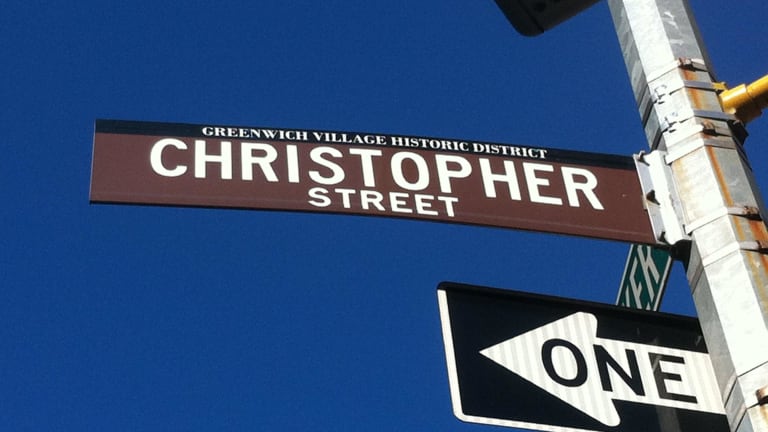 GREENWICH VILLAGE HISTORIC DISTRICT
CHRISTOPHER
STREET
ONE